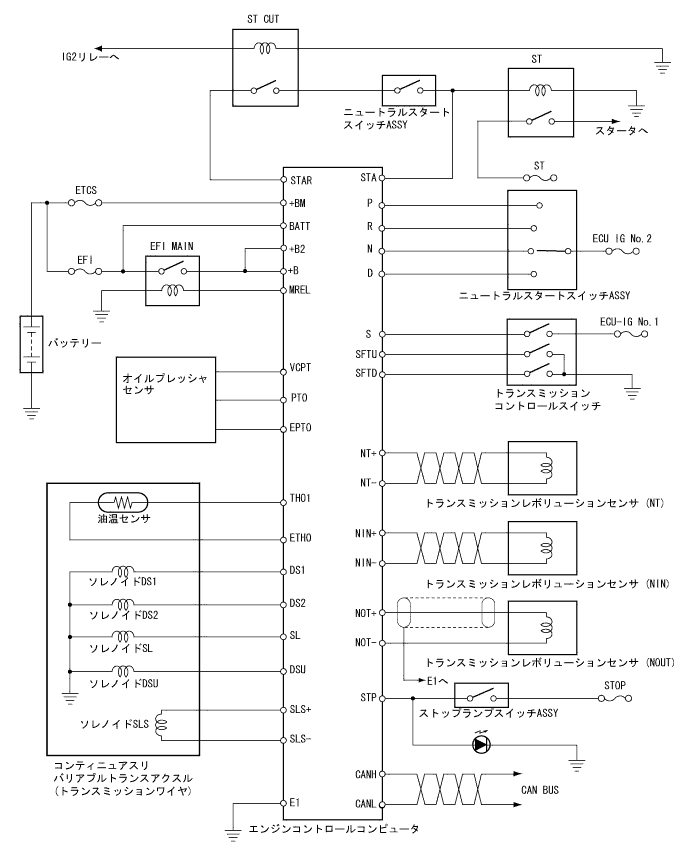 ST CUT
IG2リレーへ
ST
ニュートラルスタート
スイッチASSY
スタータへ
STAR
STA
ST
ETCS
+BM
P
BATT
R
EFI MAIN
+B2
N
ECU IG No.2
EFI
+B
D
MREL
ニュートラルスタートスイッチASSY
ECU-IG No.1
S
バッテリー
SFTU
VCPT
SFTD
オイルプレッシャ
センサ
トランスミッション
コントロールスイッチ
PTO
EPTO
NT+
NT-
トランスミッションレボリューションセンサ (NT)
THO1
油温センサ
NIN+
ETHO
NIN-
DS1
ソレノイドDS1
トランスミッションレボリューションセンサ (NIN)
DS2
NOT+
ソレノイドDS2
SL
NOT-
ソレノイドSL
トランスミッションレボリューションセンサ (NOUT)
DSU
ソレノイドDSU
E1へ
STOP
STP
SLS+
ストップランプスイッチASSY
ソレノイドSLS
SLS-
コンティニュアスリ
バリアブルトランスアクスル
(トランスミッションワイヤ)
CANH
CAN BUS
E1
CANL
エンジンコントロールコンピュータ